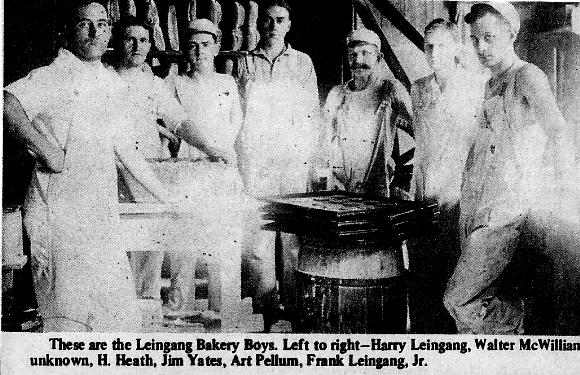 These are the Leingang Bakery Boys. Left to right—Harry Leingang, Walter McWillian
unknown, H. Heath, Jim Yates, Art Pellum, Frank Leingang, Jr.